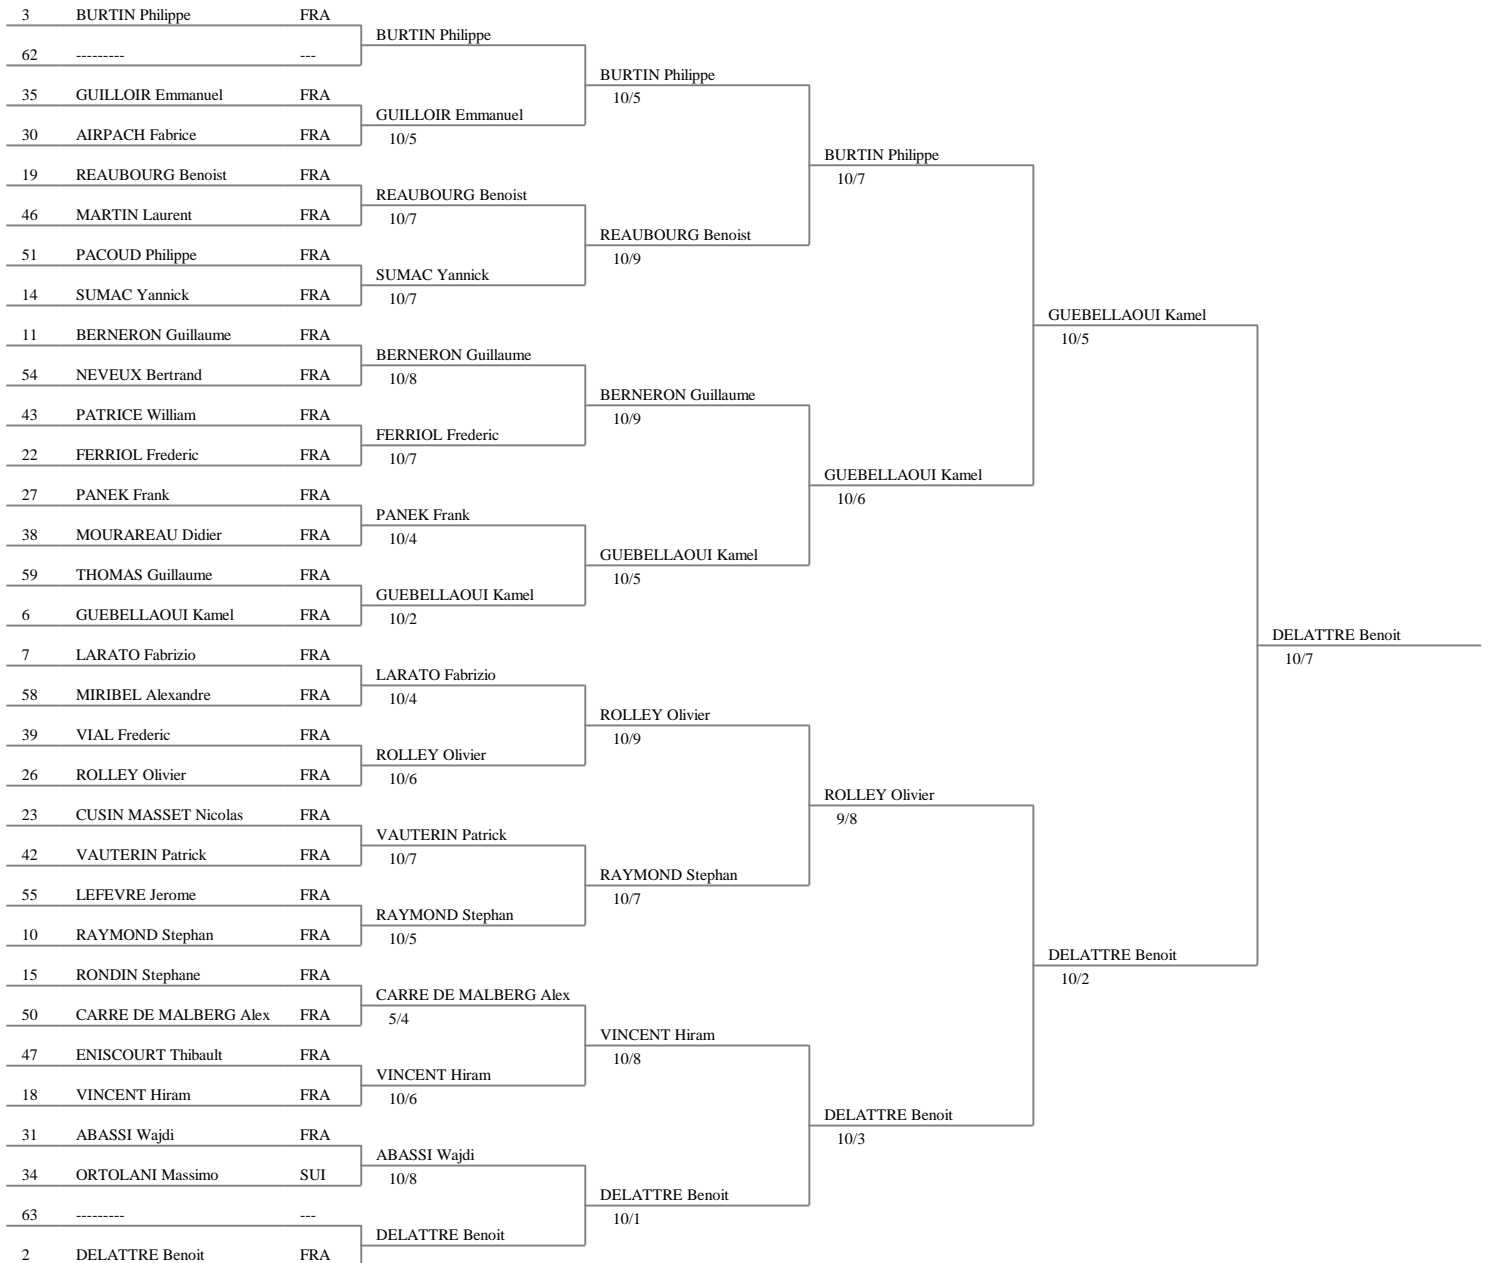 3 BURTIN Philippe FRA
BURTIN Philippe
62 --------- ---
BURTIN Philippe
10/5
35 GUILLOIR Emmanuel FRA
GUILLOIR Emmanuel
10/5
30 AIRPACH Fabrice FRA
BURTIN Philippe
10/7
19 REAUBOURG Benoist FRA
REAUBOURG Benoist
10/7
46 MARTIN Laurent FRA
REAUBOURG Benoist
10/9
51 PACOUD Philippe FRA
SUMAC Yannick
10/7
14 SUMAC Yannick FRA
GUEBELLAOUI Kamel
10/5
11 BERNERON Guillaume FRA
BERNERON Guillaume
10/8
54 NEVEUX Bertrand FRA
BERNERON Guillaume
10/9
43 PATRICE William FRA
FERRIOL Frederic
10/7
22 FERRIOL Frederic FRA
GUEBELLAOUI Kamel
10/6
27 PANEK Frank FRA
PANEK Frank
10/4
38 MOURAREAU Didier FRA
GUEBELLAOUI Kamel
10/5
59 THOMAS Guillaume FRA
GUEBELLAOUI Kamel
10/2
6 GUEBELLAOUI Kamel FRA
DELATTRE Benoit
10/7
7 LARATO Fabrizio FRA
LARATO Fabrizio
10/4
58 MIRIBEL Alexandre FRA
ROLLEY Olivier
10/9
39 VIAL Frederic FRA
ROLLEY Olivier
10/6
26 ROLLEY Olivier FRA
ROLLEY Olivier
9/8
23 CUSIN MASSET Nicolas FRA
VAUTERIN Patrick
10/7
42 VAUTERIN Patrick FRA
RAYMOND Stephan
10/7
55 LEFEVRE Jerome FRA
RAYMOND Stephan
10/5
10 RAYMOND Stephan FRA
DELATTRE Benoit
10/2
15 RONDIN Stephane FRA
CARRE DE MALBERG Alex
5/4
50 CARRE DE MALBERG Alex FRA
VINCENT Hiram
10/8
47 ENISCOURT Thibault FRA
VINCENT Hiram
10/6
18 VINCENT Hiram FRA
DELATTRE Benoit
10/3
31 ABASSI Wajdi FRA
ABASSI Wajdi
10/8
34 ORTOLANI Massimo SUI
DELATTRE Benoit
10/1
63 --------- ---
DELATTRE Benoit
2 DELATTRE Benoit FRA